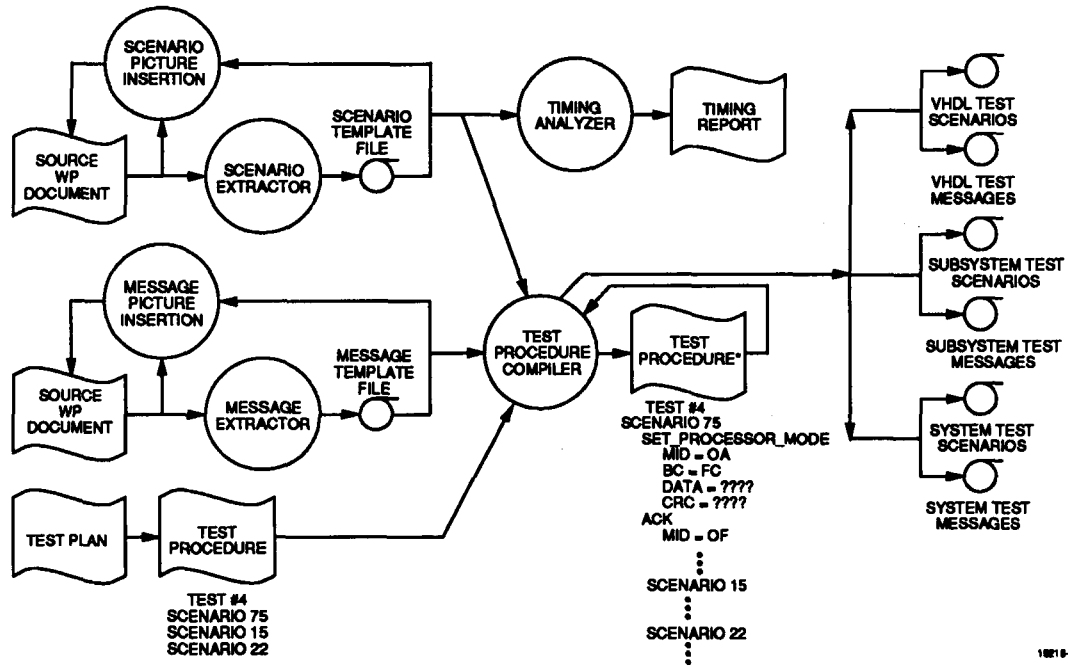 SCENARIO
PICTURE
INSERTION
SOURCE
WP
DOCUMENT
SCENARIO
EXTRACTOR
SCENARIO
TEMPLATE
FILE
TIMING
ANALYZER
TIMING
REPORT
MESSAGE
PICTURE
INSERTION
SOURCE
WP
DOCUMENT
MESSAGE
EXTRACTOR
MESSAGE
TEMPLATE
FILE
TEST PLAN
TEST
PROCEDURE
TEST #4
SCENARIO 75
SCENARIO 15
SCENARIO 22
TEST
PROCEDURE
COMPILER
TEST
PROCEDURE*
TEST #4
SCENARIO 75
SET_PROCESSOR_MODE
MID = OA
BC = FC
DATA = ????
CRC = ????
ACK
MID = OF
SCENARIO 15
SCENARIO 22
VHDL TEST
SCENARIOS
VHDL TEST
MESSAGES
SUBSYSTEM TEST
SCENARIOS
SUBSYSTEM TEST
MESSAGES
SYSTEM TEST
SCENARIOS
SYSTEM TEST
MESSAGES